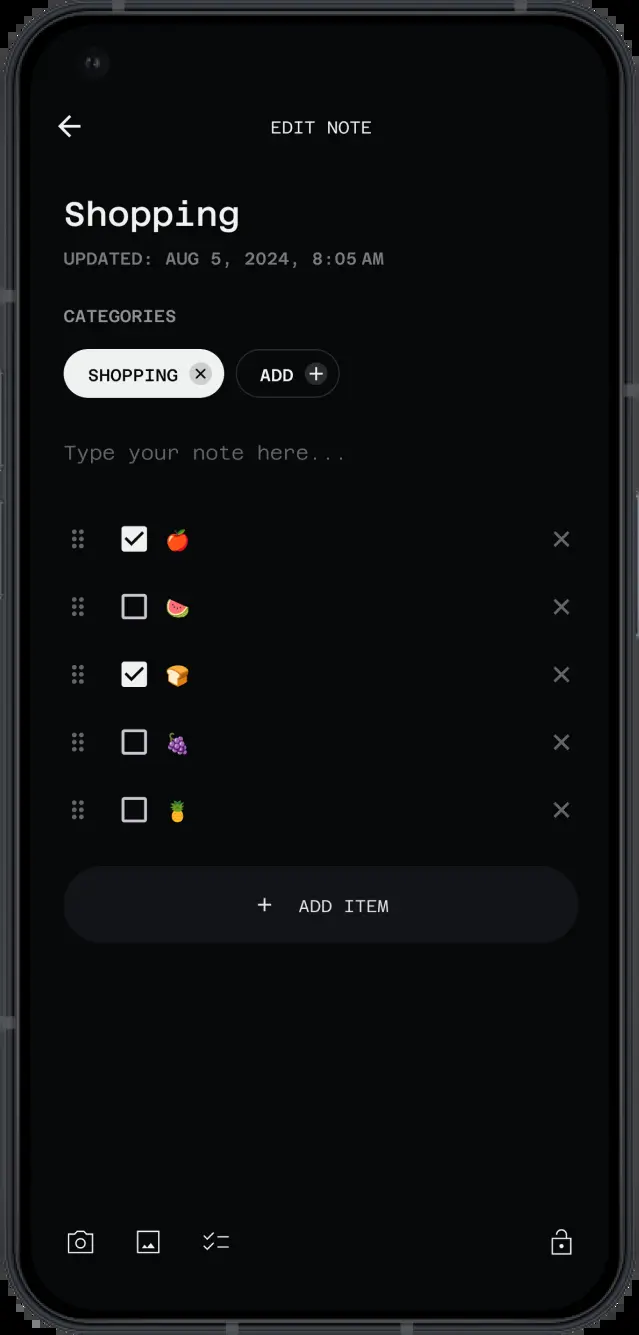 EDIT NOTE
Shopping
UPDATED: AUG 5, 2024, 8:05 AM
CATEGORIES
SHOPPING ADD
Type your note here...
ADD ITEM